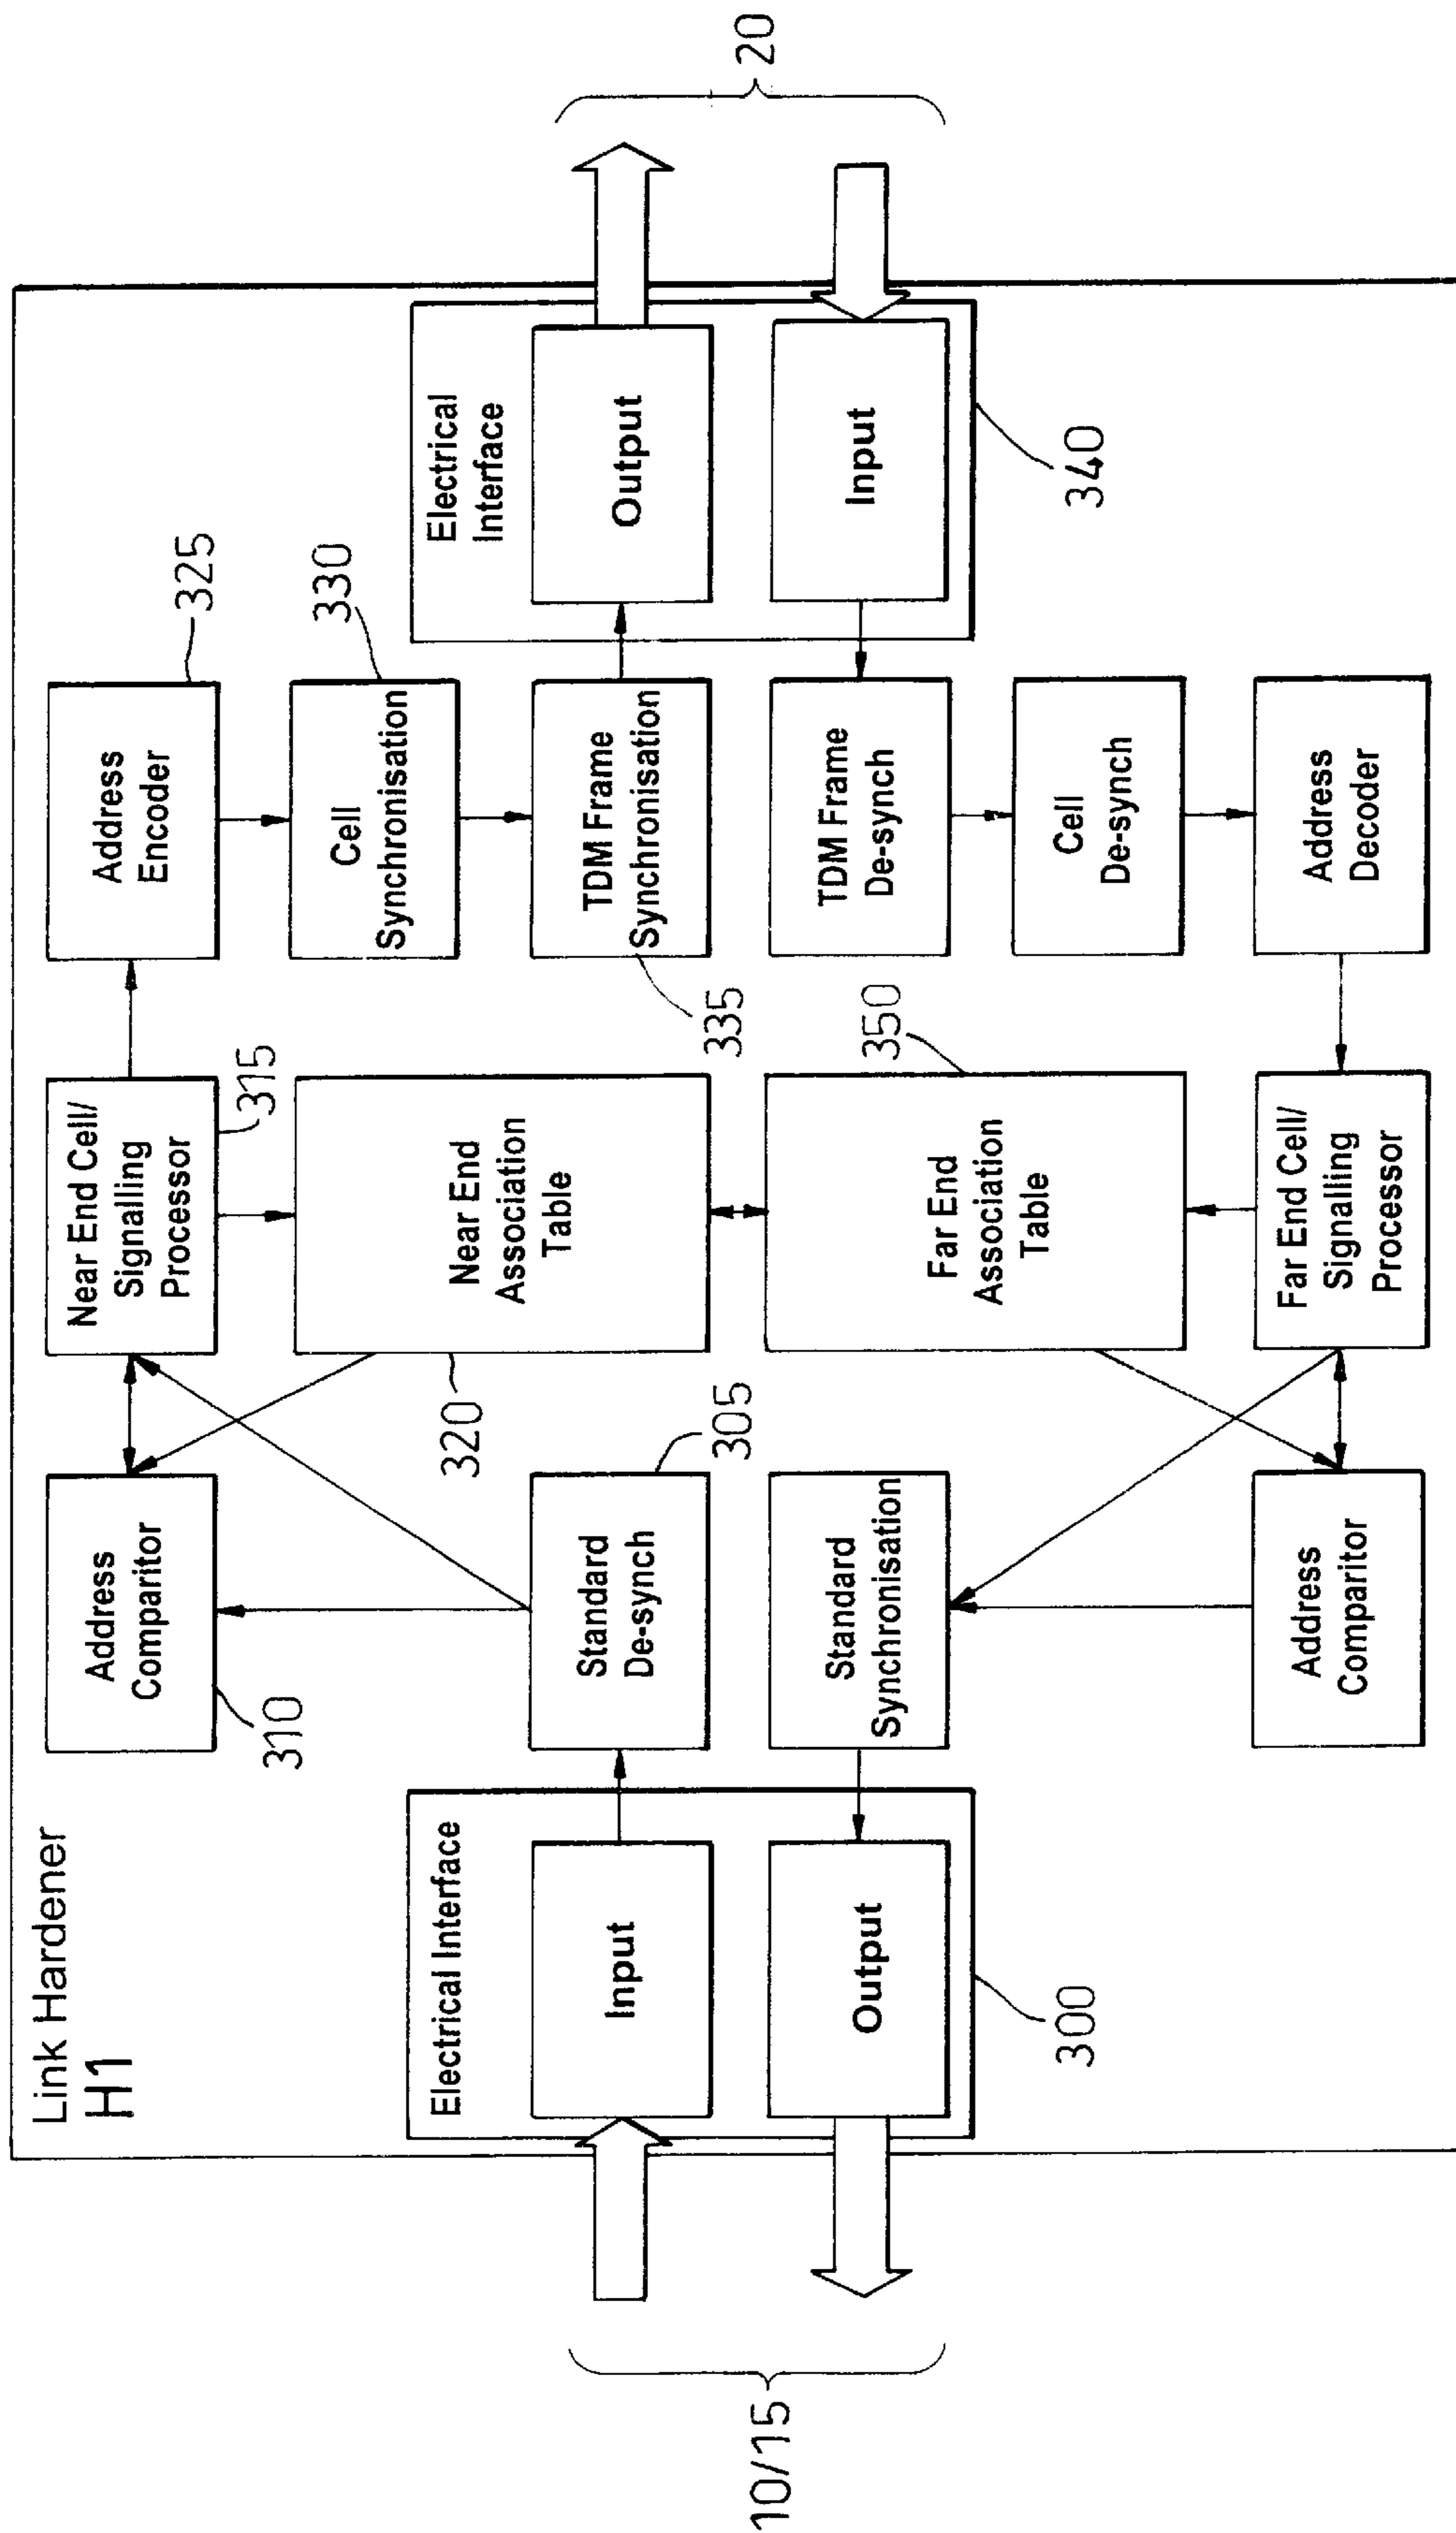 Link Hardener
H1
Address
Comparitor
310
Near End Cell/
Signalling
Processor
315
Address
Encoder
325
Near End
Association
Table
320
Cell
Synchronisation
330
Electrical Interface
Input
Standard
De-synch
305
TDM Frame
Synchronisation
335
Electrical
Interface
Output
10/15
20
Output
300
Standard
Synchronisation
Far End
Association
Table
350
TDM Frame
De-synch
Input
340
Cell
De-synch
Address
Comparitor
Far End Cell/
Signalling
Processor
Address
Decoder